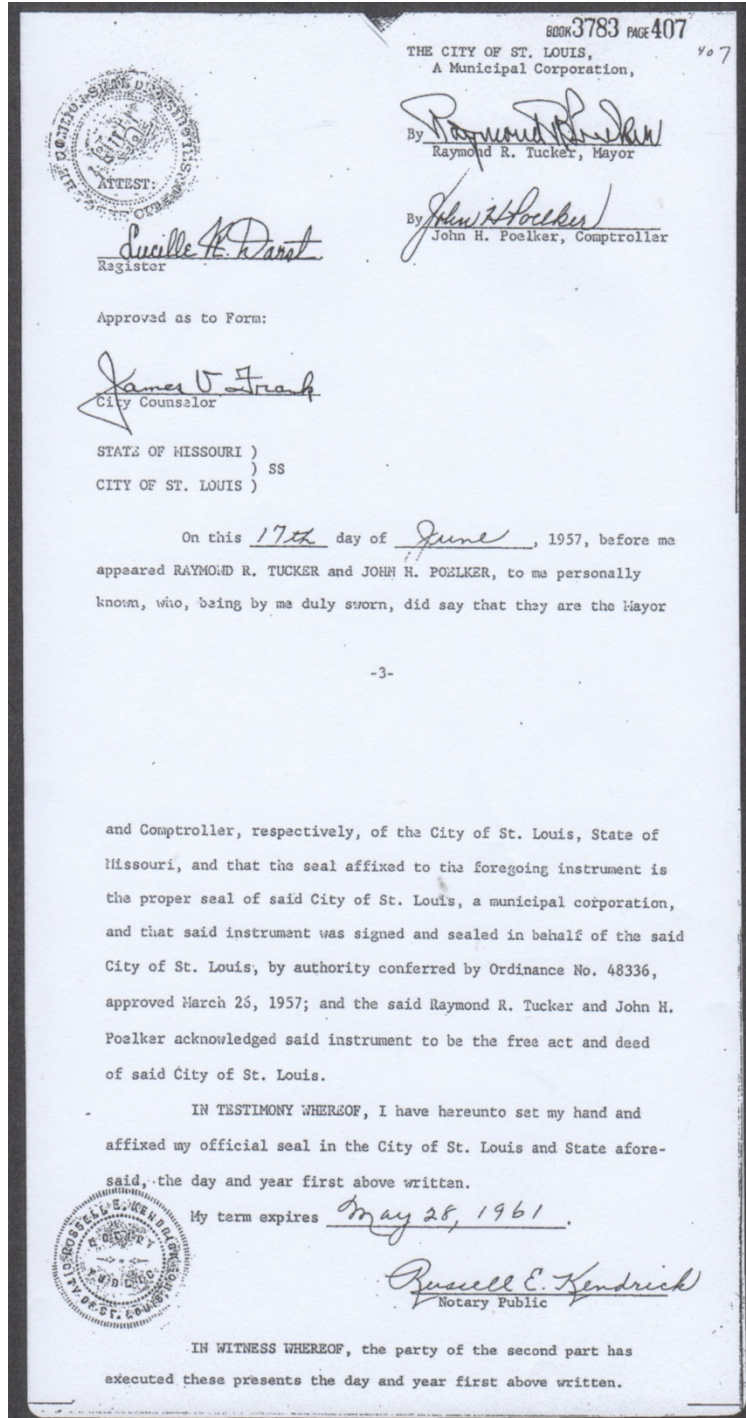 BOOK 3783 PAGE 407
407
THE CITY OF ST. LOUIS,
A Municipal Corporation,
By Raymond R. Tucker
Raymond R. Tucker, Mayor
ATTEST:
By John H Poelker
John H. Poelker, Comptroller
Lucille H. Darst
Register
Approved as to Form:
James V. Frank
City Counselor
STATE OF MISSOURI )
) SS
CITY OF ST. LOUIS )
On this 17th day of June, 1957, before me
appeared RAYMOND R. TUCKER and JOHN H. POELKER, to me personally
known, who, being by me duly sworn, did say that they are the Mayor
-3-
and Comptroller, respectively, of the City of St. Louis, State of
Missouri, and that the seal affixed to the foregoing instrument is
the proper seal of said City of St. Louis, a municipal corporation,
and that said instrument was signed and sealed in behalf of the said
City of St. Louis, by authority conferred by Ordinance No. 48336,
approved March 26, 1957; and the said Raymond R. Tucker and John H.
Poelker acknowledged said instrument to be the free act and deed
of said City of St. Louis.
IN TESTIMONY WHEREOF, I have hereunto set my hand and
affixed my official seal in the City of St. Louis and State afore-
said, the day and year first above written.
My term expires May 28, 1961.
RUSSELL E. KENDRICK
NOTARY
PUBLIC
CITY OF ST. LOUIS
Russell E. Kendrick
Notary Public
IN WITNESS WHEREOF, the party of the second part has
executed these presents the day and year first above written.